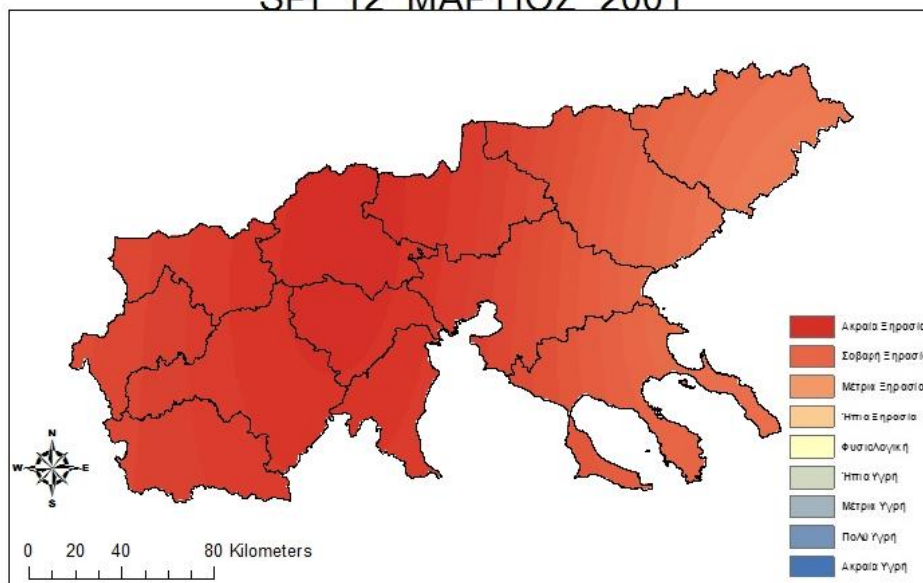 SPI 12 ΜΑΡΤΙΟΣ 2001
Ακραία Ξηρασία
Σοβαρή Ξηρασία
Μέτρια Ξηρασία
Ήπια Ξηρασία
Φυσιολογική
Ήπια Υγρή
Μέτρια Υγρή
Πολύ Υγρή
Ακραία Υγρή
N
W E
S
0 20 40 80 Kilometers